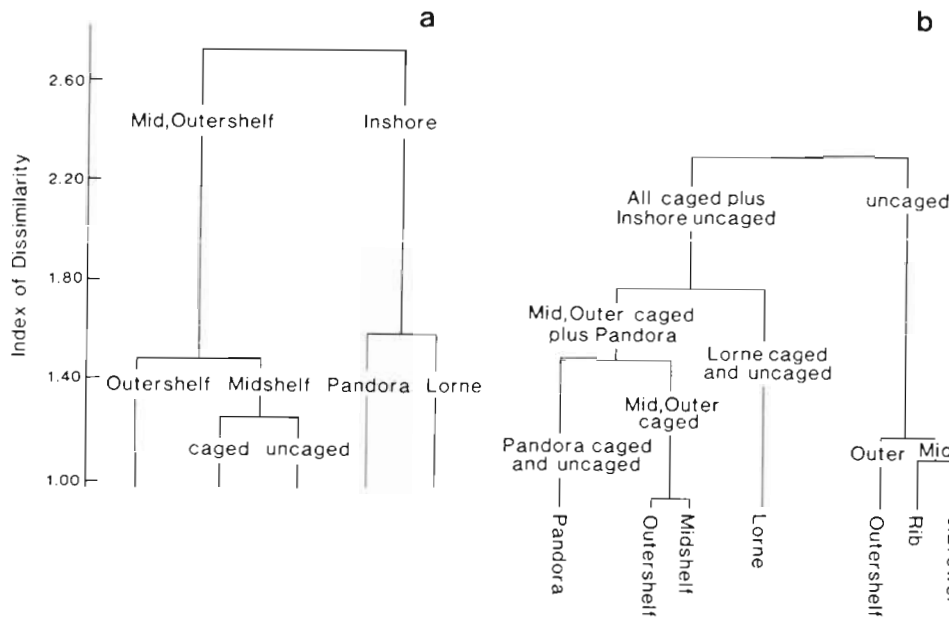 a
2.60
2.20
1.80
1.40
1.00
Index of Dissimilarity
Mid,Outershelf
Inshore
Outershelf
Midshelf
Pandora
Lorne
caged
uncaged
b
All caged plus
Inshore uncaged
uncaged
Mid,Outer caged
plus Pandora
Lorne caged
and uncaged
Mid,Outer
caged
Pandora caged
and uncaged
Outer
Mid
Pandora
Outershelf
Midshelf
Lorne
Outershelf
Rib